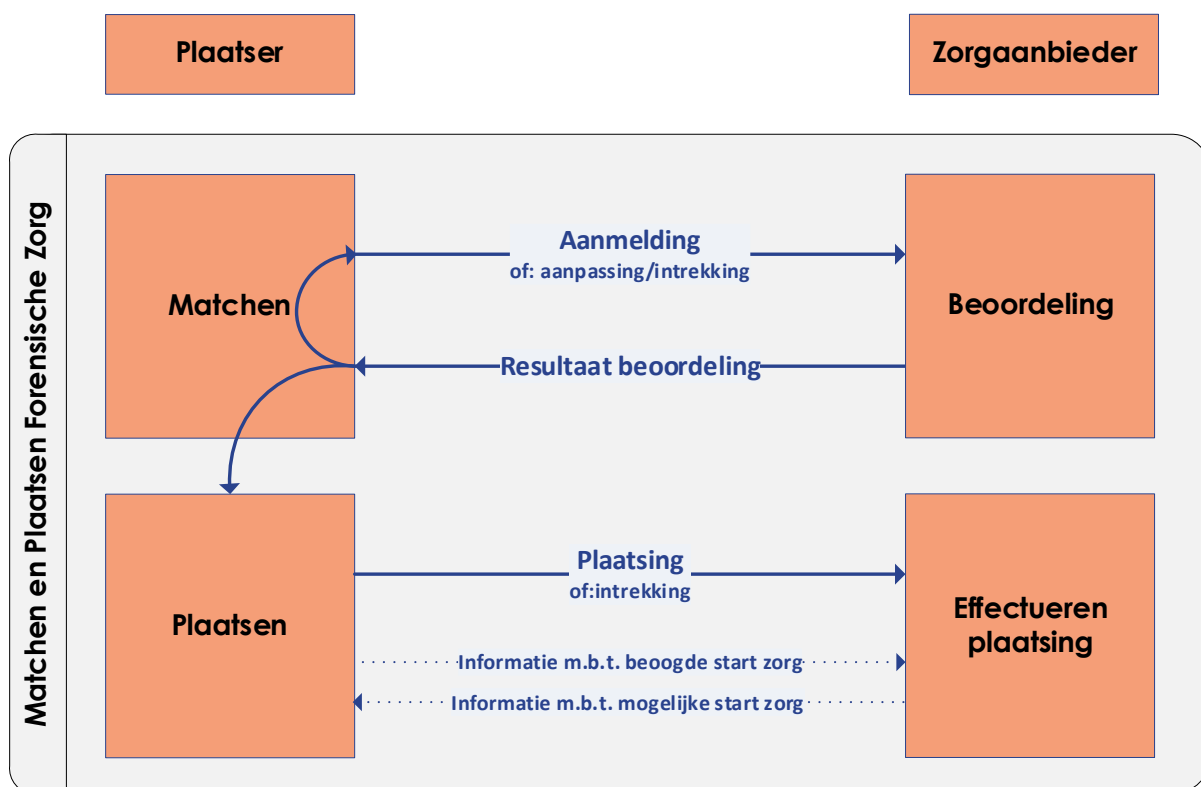 Plaatser
Zorgaanbieder
Matchen en Plaatsen Forensische Zorg
Matchen
Aanmelding
of: aanpassing/intrekking
Beoordeling
Resultaat beoordeling
Plaatsen
Plaatsing
of:intrekking
Effectueren
plaatsing
Informatie m.b.t. beoogde start zorg
Informatie m.b.t. mogelijke start zorg